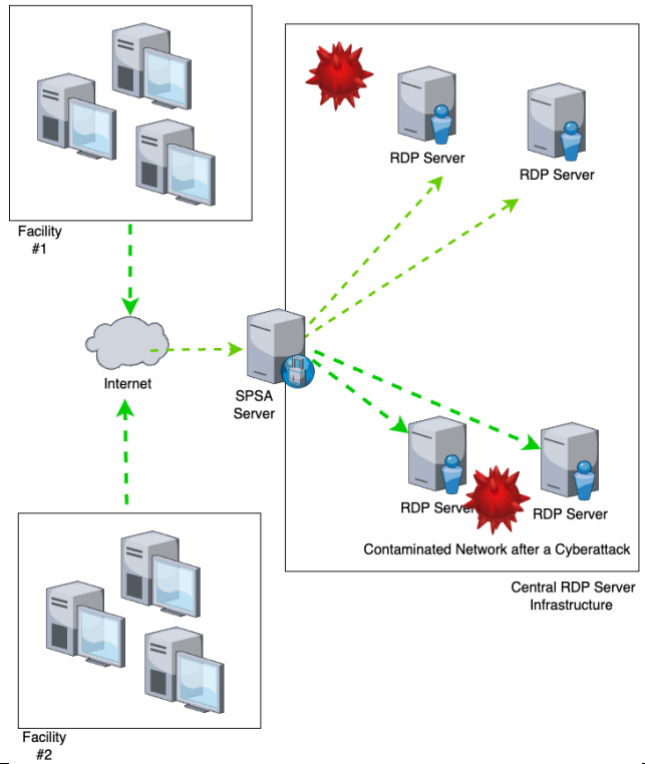 Facility
#1
RDP Server
RDP Server
Internet
SPSA
Server
RDP Server
RDP Server
Contaminated Network after a Cyberattack
Central RDP Server
Infrastructure
Facility
#2